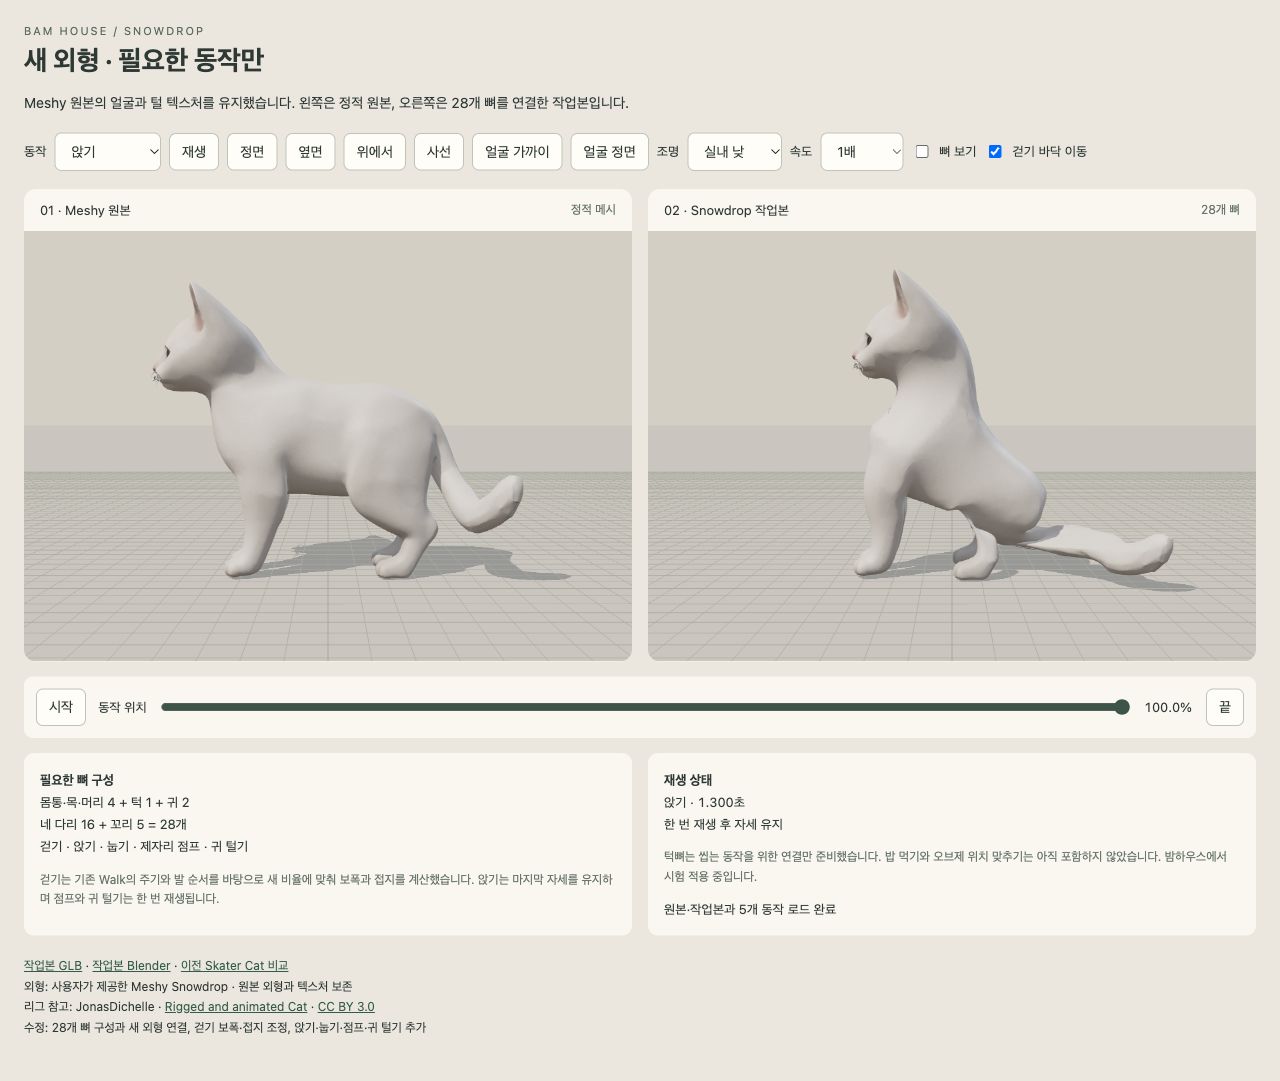 BAM HOUSE / SNOWDROP
새 외형 · 필요한 동작만
Meshy 원본의 얼굴과 털 텍스처를 유지했습니다. 왼쪽은 정적 원본, 오른쪽은 28개 뼈를 연결한 작업본입니다.
동작 앉기 재생 정면 옆면 위에서 사선 얼굴 가까이 얼굴 정면 조명 실내 낮 속도 1배 뼈 보기 걷기 바닥 이동
01 · Meshy 원본 정적 메시
02 · Snowdrop 작업본 28개 뼈
시작 동작 위치 100.0% 끝
필요한 뼈 구성
몸통·목·머리 4 + 턱 1 + 귀 2
네 다리 16 + 꼬리 5 = 28개
걷기 · 앉기 · 눕기 · 제자리 점프 · 귀 털기
걷기는 기존 Walk의 주기와 발 순서를 바탕으로 새 비율에 맞춰 보폭과 접지를 계산했습니다. 앉기는 마지막 자세를 유지하
며 점프와 귀 털기는 한 번 재생됩니다.
재생 상태
앉기 · 1.300초
한 번 재생 후 자세 유지
턱뼈는 씹는 동작을 위한 연결만 준비했습니다. 밥 먹기와 오브제 위치 맞추기는 아직 포함하지 않았습니다. 밤하우스에서
시험 적용 중입니다.
원본·작업본과 5개 동작 로드 완료
작업본 GLB · 작업본 Blender · 이전 Skater Cat 비교
외형: 사용자가 제공한 Meshy Snowdrop · 원본 외형과 텍스처 보존
리그 참고: JonasDichelle · Rigged and animated Cat · CC BY 3.0
수정: 28개 뼈 구성과 새 외형 연결, 걷기 보폭·접지 조정, 앉기·눕기·점프·귀 털기 추가